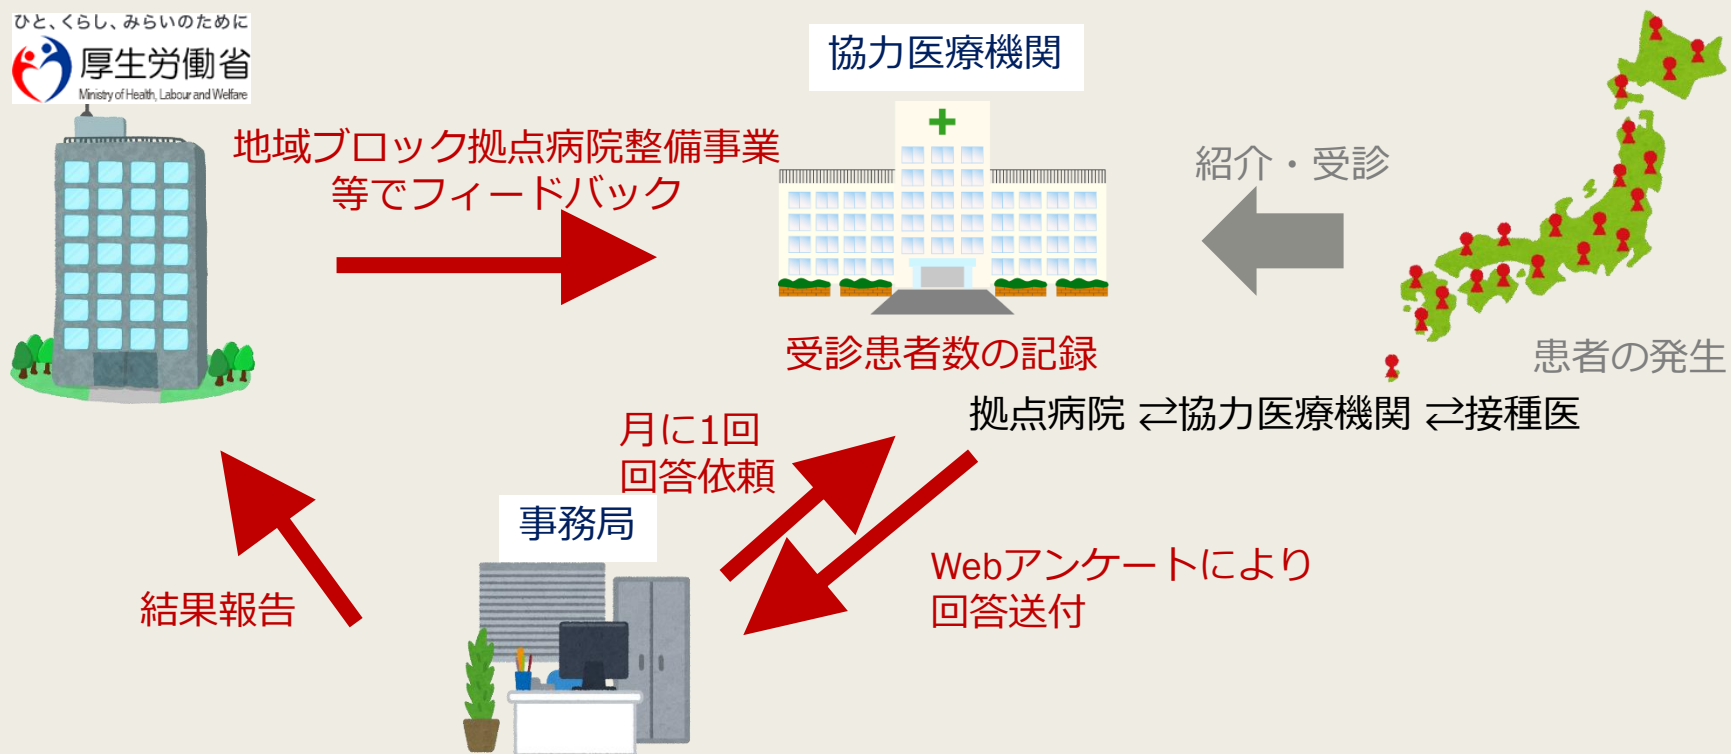 ひと、くらし、みらいのために
厚生労働省
Ministry of Health, Labour and Welfare
協力医療機関
地域ブロック拠点病院整備事業
等でフィードバック
紹介・受診
受診患者数の記録
患者の発生
拠点病院 ⇄協力医療機関 ⇄接種医
月に1回
回答依頼
事務局
Webアンケートにより
回答送付
結果報告